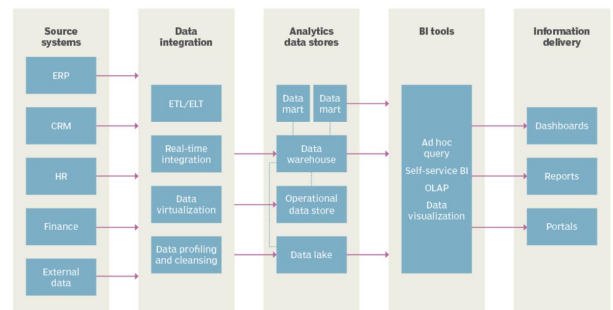 Source
systems
ERP
CRM
HR
Finance
External
data
Data
integration
ETL/ELT
Real-time
integration
Data
virtualization
Data profiling
and cleansing
Analytics
data stores
Data
mart
Data
mart
Data
warehouse
Operational
data store
Data lake
BI tools
Ad hoc
query
Self-service BI
OLAP
Data
visualization
Information
delivery
Dashboards
Reports
Portals